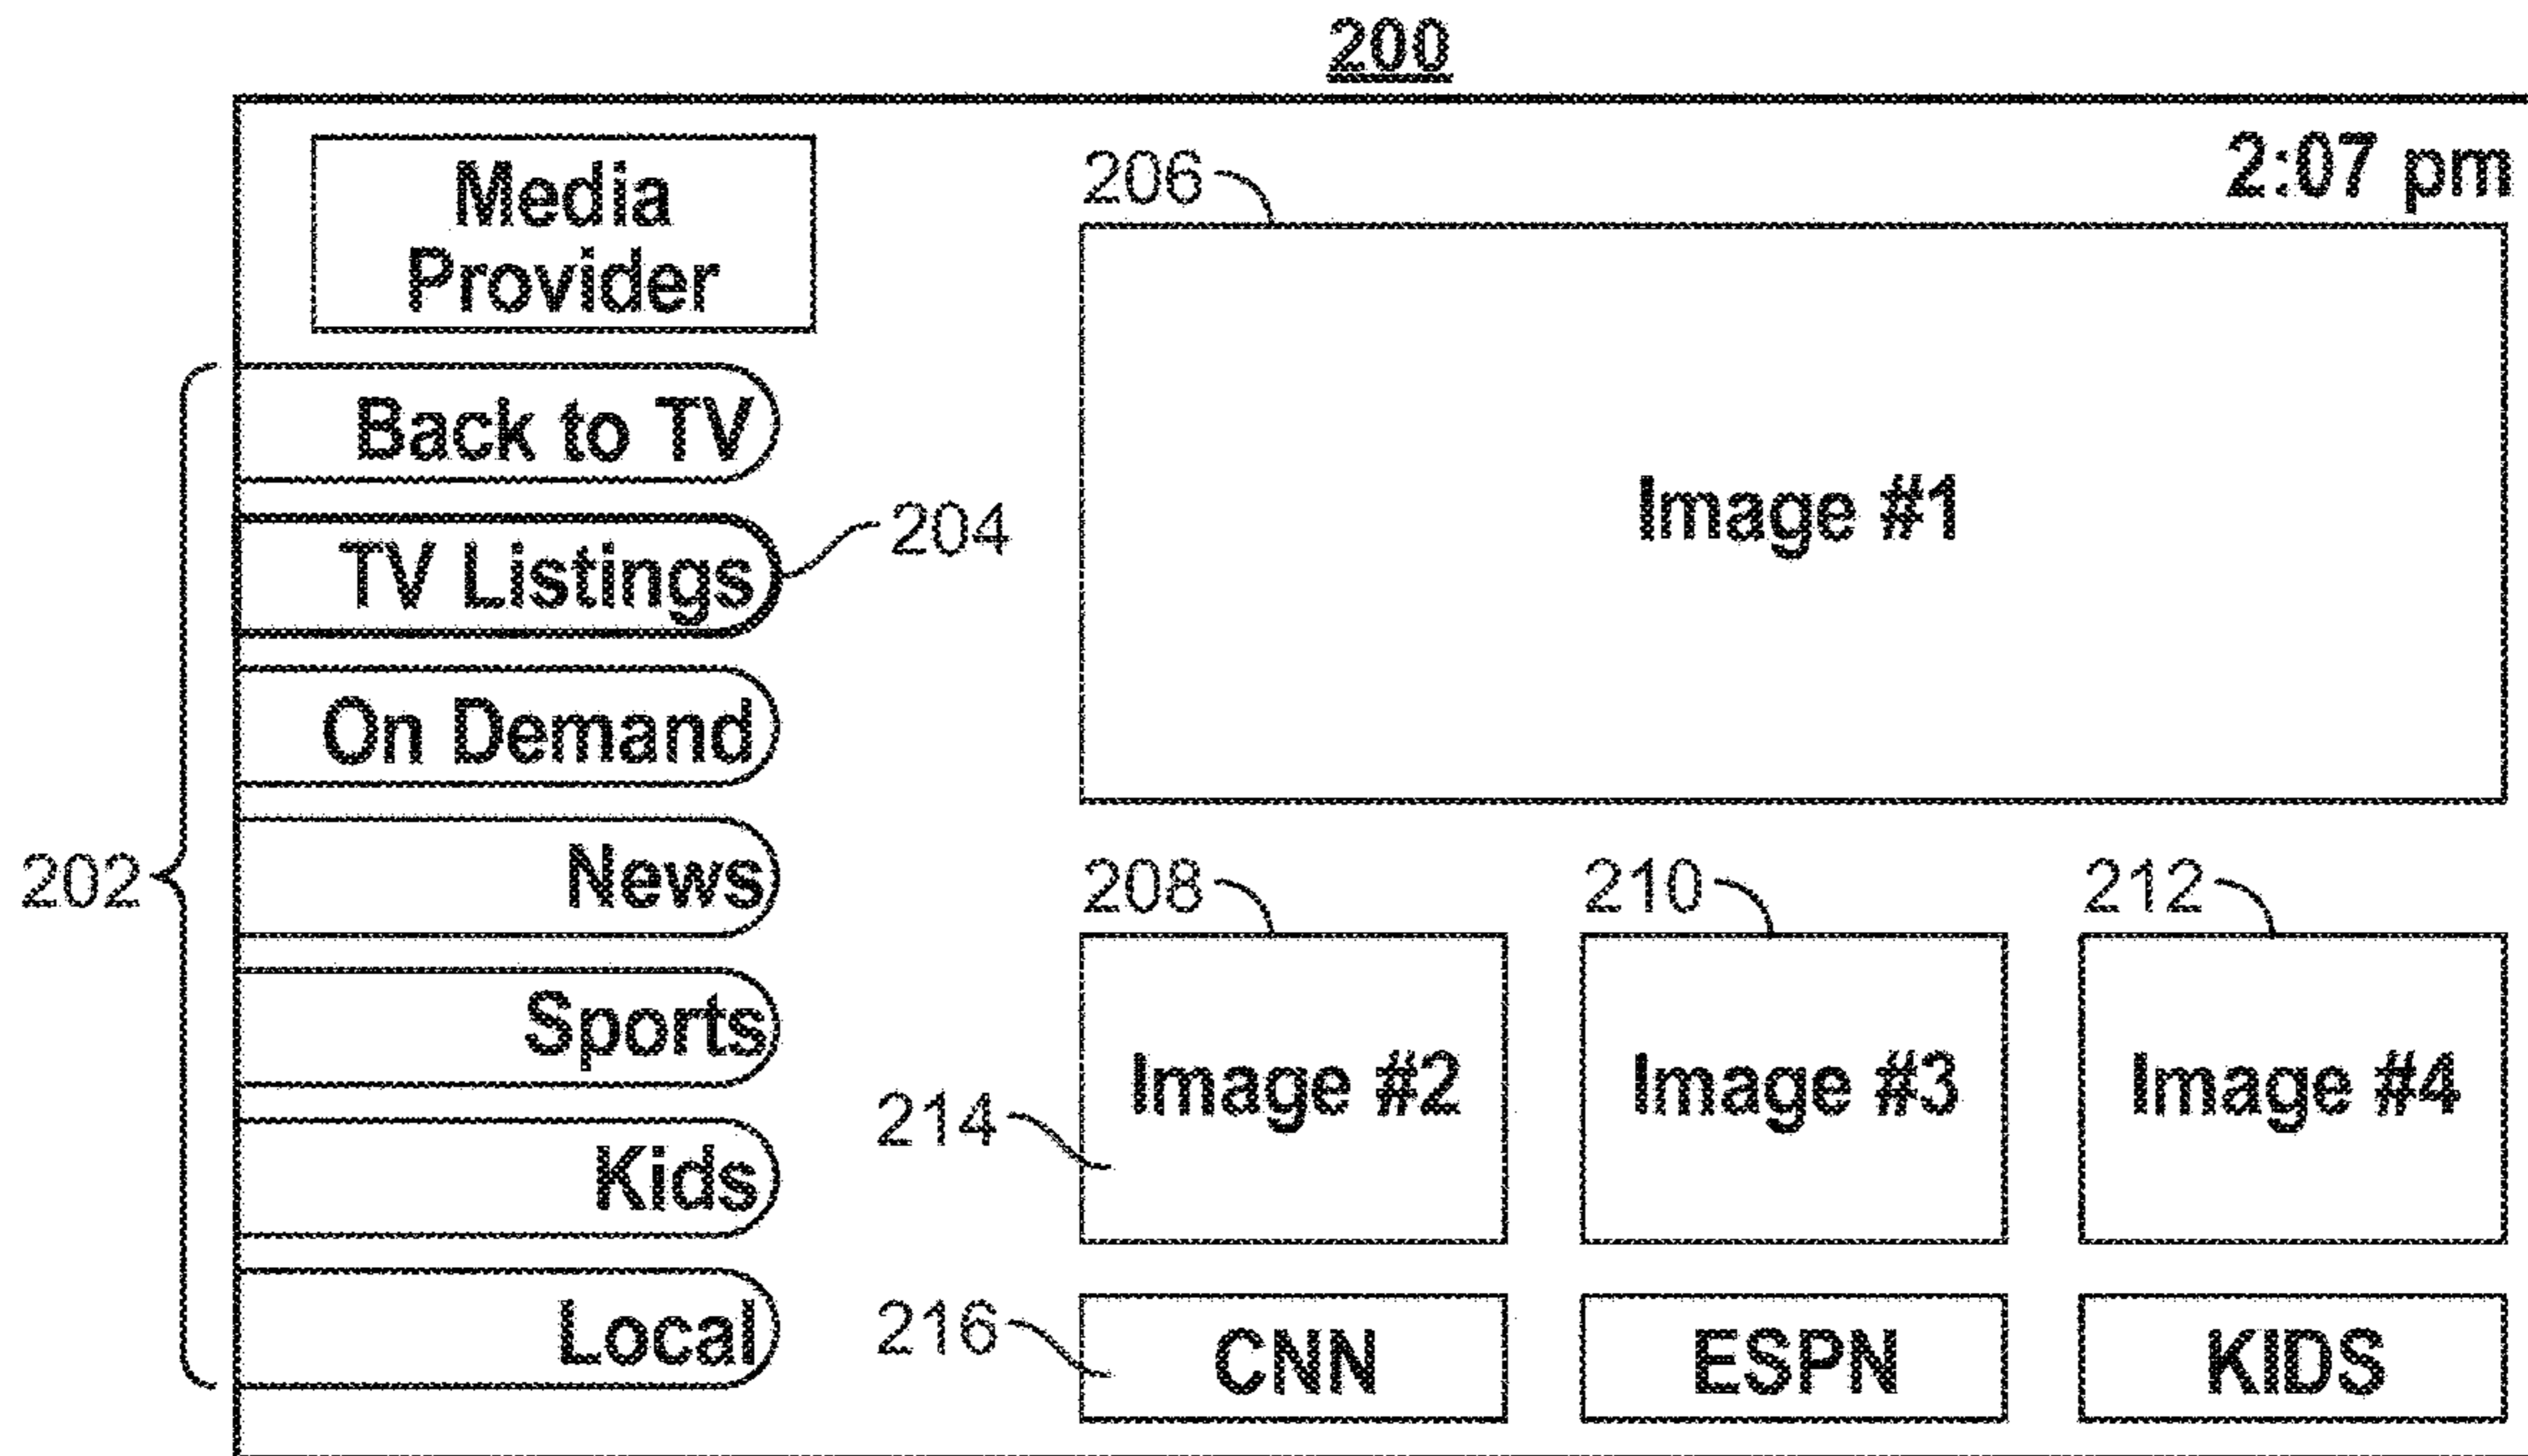 200
2:07 pm
Media
Provider
206
Back to TV
Image #1
TV Listings
204
On Demand
202
News
208
210
212
Sports
Image #2
Image #3
Image #4
214
Kids
Local
216
CNN
ESPN
KIDS